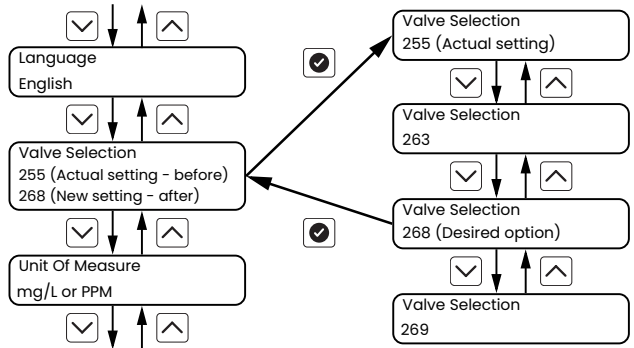 Language
English
Valve Selection
255 (Actual setting - before)
268 (New setting - after)
Unit Of Measure
mg/L or PPM
Valve Selection
255 (Actual setting)
Valve Selection
263
Valve Selection
268 (Desired option)
Valve Selection
269